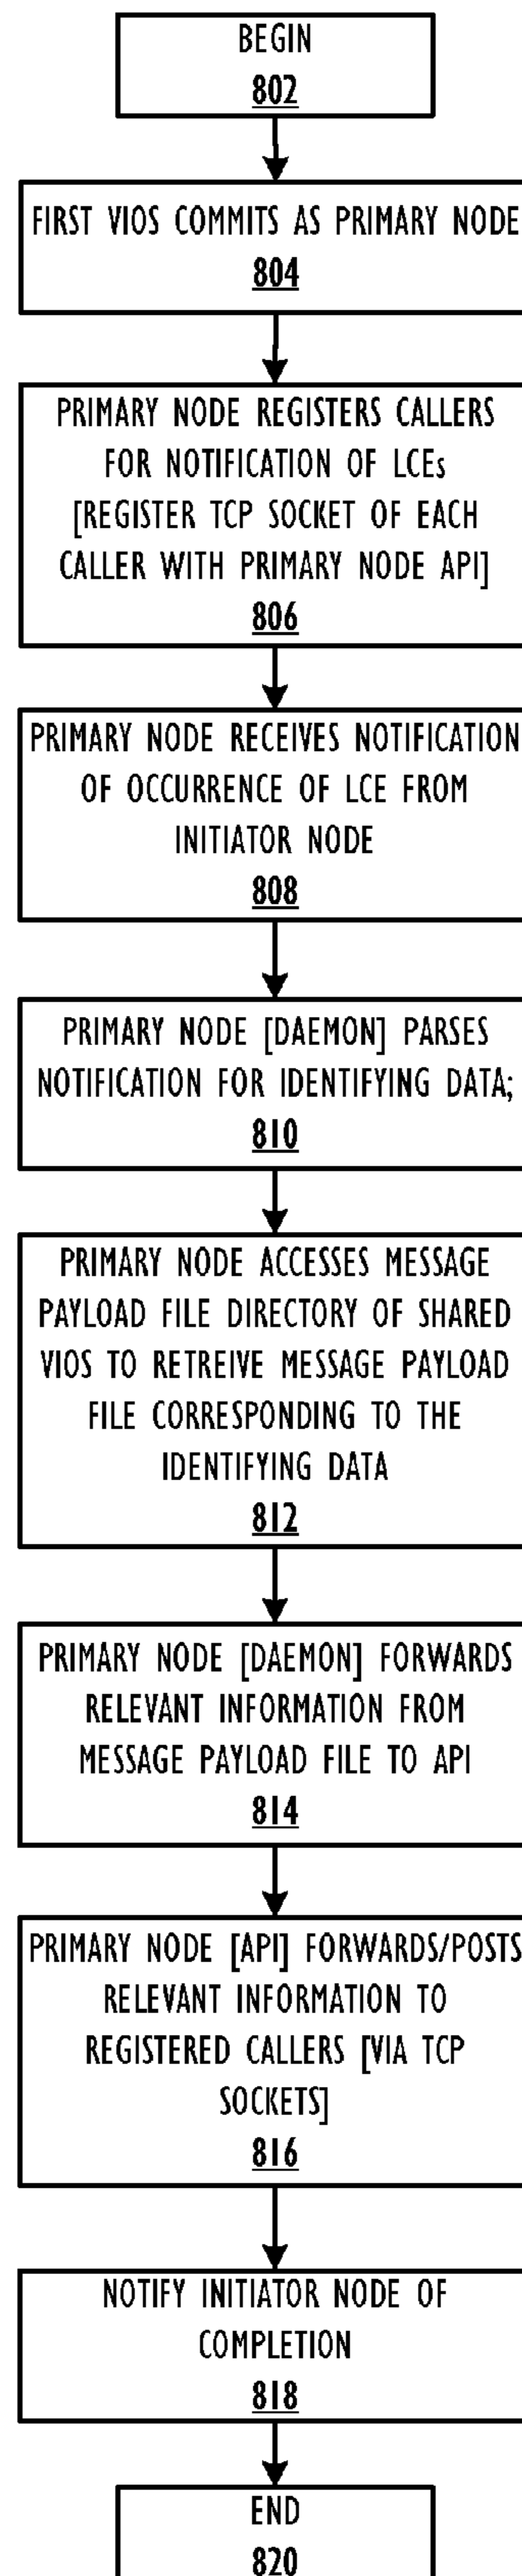 BEGIN
802
FIRST VIOS COMMITS AS PRIMARY NODE
804
PRIMARY NODE REGISTERS CALLERS
FOR NOTIFICATION OF LCEs
[REGISTER TCP SOCKET OF EACH
CALLER WITH PRIMARY NODE API]
806
PRIMARY NODE RECEIVES NOTIFICATION
OF OCCURRENCE OF LCE FROM
INITIATOR NODE
808
PRIMARY NODE [DAEMON] PARSES
NOTIFICATION FOR IDENTIFYING DATA;
810
PRIMARY NODE ACCESSES MESSAGE
PAYLOAD FILE DIRECTORY OF SHARED
VIOS TO RETREIVE MESSAGE PAYLOAD
FILE CORRESPONDING TO THE
IDENTIFYING DATA
812
PRIMARY NODE [DAEMON] FORWARDS
RELEVANT INFORMATION FROM
MESSAGE PAYLOAD FILE TO API
814
PRIMARY NODE [API] FORWARDS/POSTS
RELEVANT INFORMATION TO
REGISTERED CALLERS [VIA TCP
SOCKETS]
816
NOTIFY INITIATOR NODE OF
COMPLETION
818
END
820